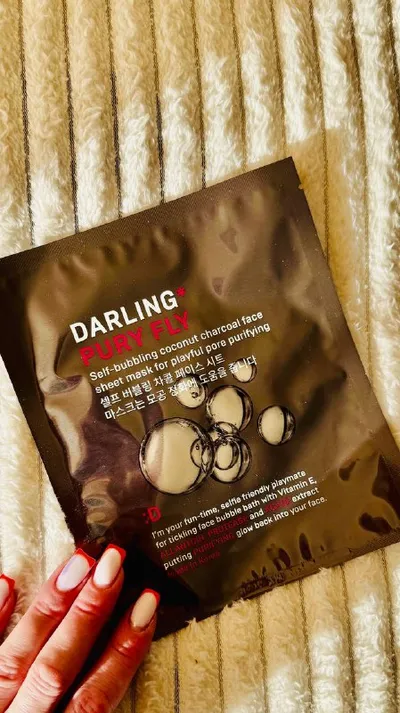 DARLING*
PURY FLY
Self-bubbling coconut charcoal face
sheet mask for playful pore purifying
셀프 버블링 차콜 페이스 시트
마스크는 모공 정화에 도움을 줍니다
:D
I'm your fun-time, selfie friendly playmate
for tickling face bubble bath with Vitamin E,
and extract
putting PURIFYING glow back into your face.